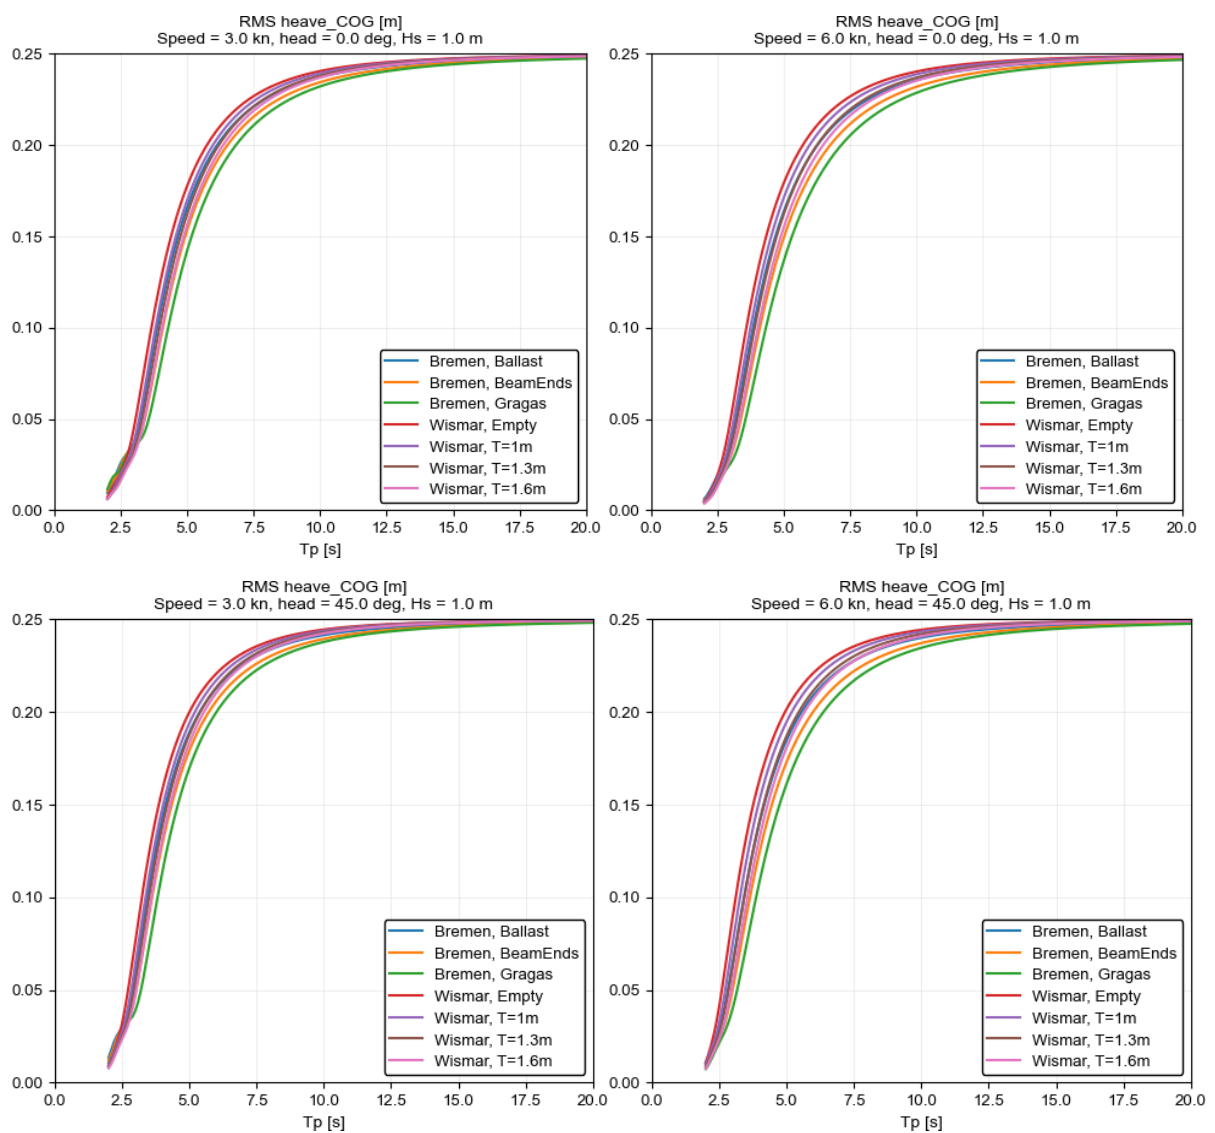 RMS heave_COG [m]
Speed = 3.0 kn, head = 0.0 deg, Hs = 1.0 m
0.25
0.20
0.15
0.10
0.05
0.00
Bremen, Ballast
Bremen, BeamEnds
Bremen, Gragas
Wismar, Empty
Wismar, T=1m
Wismar, T=1.3m
Wismar, T=1.6m
0.0 2.5 5.0 7.5 10.0 12.5 15.0 17.5 20.0
Tp [s]
RMS heave_COG [m]
Speed = 6.0 kn, head = 0.0 deg, Hs = 1.0 m
0.25
0.20
0.15
0.10
0.05
0.00
Bremen, Ballast
Bremen, BeamEnds
Bremen, Gragas
Wismar, Empty
Wismar, T=1m
Wismar, T=1.3m
Wismar, T=1.6m
0.0 2.5 5.0 7.5 10.0 12.5 15.0 17.5 20.0
Tp [s]
RMS heave_COG [m]
Speed = 3.0 kn, head = 45.0 deg, Hs = 1.0 m
0.25
0.20
0.15
0.10
0.05
0.00
Bremen, Ballast
Bremen, BeamEnds
Bremen, Gragas
Wismar, Empty
Wismar, T=1m
Wismar, T=1.3m
Wismar, T=1.6m
0.0 2.5 5.0 7.5 10.0 12.5 15.0 17.5 20.0
Tp [s]
RMS heave_COG [m]
Speed = 6.0 kn, head = 45.0 deg, Hs = 1.0 m
0.25
0.20
0.15
0.10
0.05
0.00
Bremen, Ballast
Bremen, BeamEnds
Bremen, Gragas
Wismar, Empty
Wismar, T=1m
Wismar, T=1.3m
Wismar, T=1.6m
0.0 2.5 5.0 7.5 10.0 12.5 15.0 17.5 20.0
Tp [s]